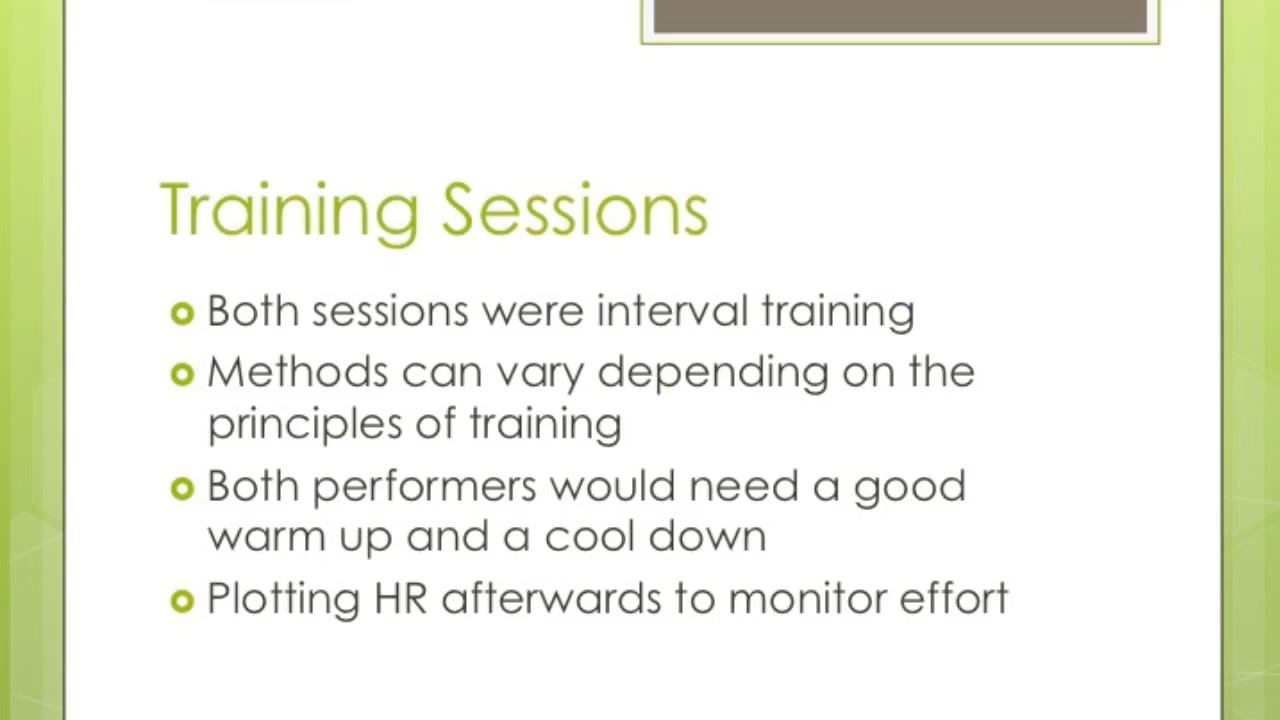 Training Sessions
Both sessions were interval training
Methods can vary depending on the
principles of training
Both performers would need a good
warm up and a cool down
Plotting HR afterwards to monitor effort